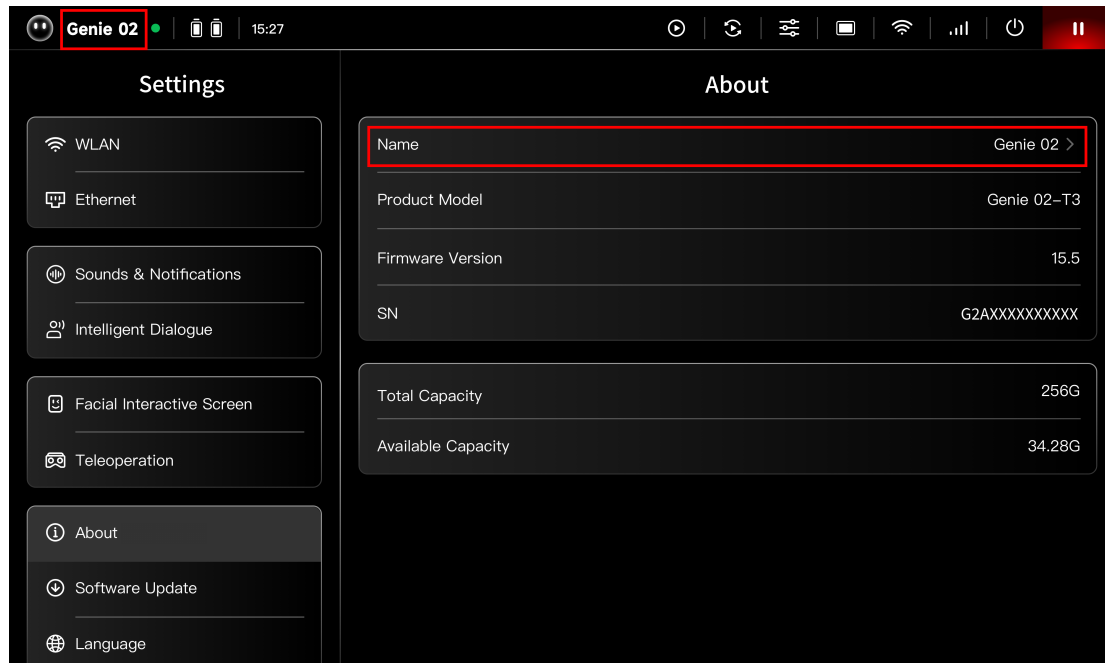 Genie 02
15:27
Settings
About
WLAN
Ethernet
Sounds & Notifications
Intelligent Dialogue
Facial Interactive Screen
Teleoperation
About
Software Update
Language
Name Genie 02 >
Product Model Genie 02-T3
Firmware Version 15.5
SN G2AXXXXXXXXXX
Total Capacity 256G
Available Capacity 34.28G